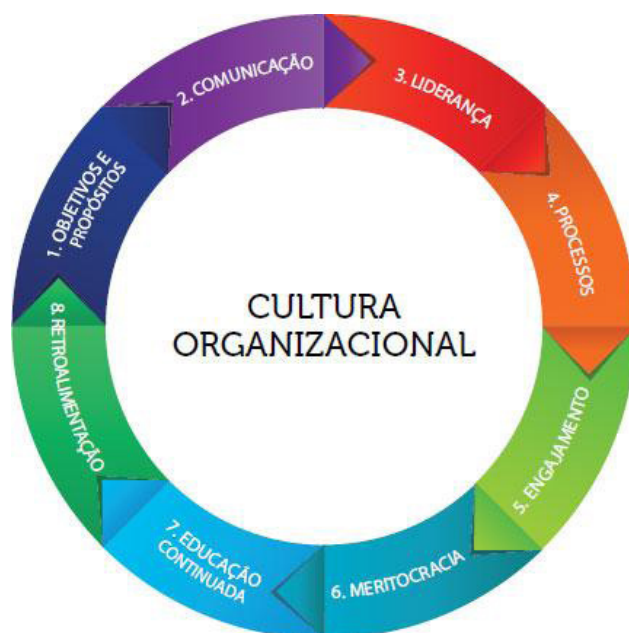 CULTURA
ORGANIZACIONAL
1. OBJETIVOS E
PROPÓSITOS
2. COMUNICAÇÃO
3. LIDERANÇA
4. PROCESSOS
5. ENGAJAMENTO
6. MERITOCRACIA
7. EDUCAÇÃO
CONTINUADA
8. RETROALIMENTAÇÃO